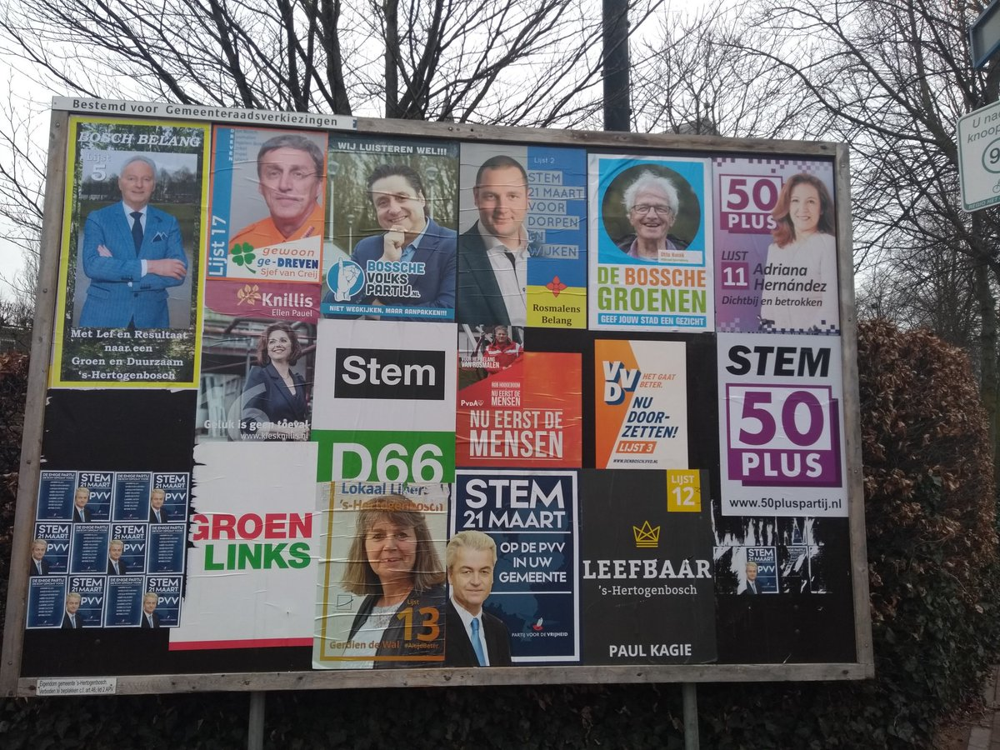 Bestemd voor Gemeenteraadsverkiezingen
BOSCH BELANG
Lijst
5
Met Lef en Resultaat
naar een
Groen en Duurzaam
's-Hertogenbosch
DREVEN
Lijst 17
gewoon
ge-DREVEN
Sjef van Creij
Knillis
Ellen Pauel
6
Geluk is geen toeval
www.kiesknillis.nl
WIJ LUISTEREN WEL!!!
BOSSCHE
VOLKS
PARTIJ.NL
NIET WEGKIJKEN, MAAR AANPAKKEN!!!
Lijst 2
STEM
21 MAART
VOOR
DORPEN
EN
WIJKEN
Rosmalens
Belang
DE BOSSCHE
GROENEN
GEEF JOUW STAD EEN GEZICHT
50
PLUS
LIJST
11
Adriana
Hernández
Dichtbij en betrokken
Stem
D66
VOOR HET BELANG
VAN ROSMALEN
PvdA
ROB HOOGEBOOM
NU EERST DE
MENSEN
NU EERST DE
MENSEN
VVD
HET GAAT
BETER.
NU
DOOR-
ZETTEN!
LIJST 3
WWW.DENBOSCH.VVD.NL
STEM
50
PLUS
www.50pluspartij.nl
STEM
21 MAART
PVV
GROEN
LINKS
Lokaal Liber
's-Hertogenbosch
Lijst
13
Gerdien de Wal
#AltijdBeter
STEM
21 MAART
OP DE PVV
IN UW
GEMEENTE
PARTIJ VOOR DE VRIJHEID
LIJST
12
LEEFBAAR
's-Hertogenbosch
PAUL KAGIE
STEM
21 MAART
PVV
Eigendom gemeente 's-Hertogenbosch.
Verboden te beplakken c.f. art.46, lid 2 APV
U na
knoop
9